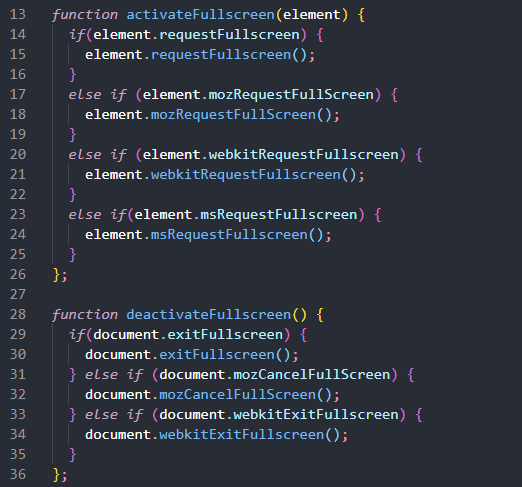 13 function activateFullscreen(element) {
14   if(element.requestFullscreen) {
15     element.requestFullscreen();
16   }
17   else if (element.mozRequestFullScreen) {
18     element.mozRequestFullScreen();
19   }
20   else if (element.webkitRequestFullscreen) {
21     element.webkitRequestFullscreen();
22   }
23   else if(element.msRequestFullscreen) {
24     element.msRequestFullscreen();
25   }
26 };
27
28 function deactivateFullscreen() {
29   if(document.exitFullscreen) {
30     document.exitFullscreen();
31   } else if (document.mozCancelFullScreen) {
32     document.mozCancelFullScreen();
33   } else if (document.webkitExitFullscreen) {
34     document.webkitExitFullscreen();
35   }
36 };